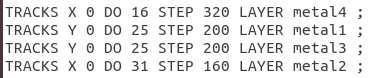 TRACKS X 0 DO 16 STEP 320 LAYER metal4 ;
TRACKS Y 0 DO 25 STEP 200 LAYER metal1 ;
TRACKS Y 0 DO 25 STEP 200 LAYER metal3 ;
TRACKS X 0 DO 31 STEP 160 LAYER metal2 ;